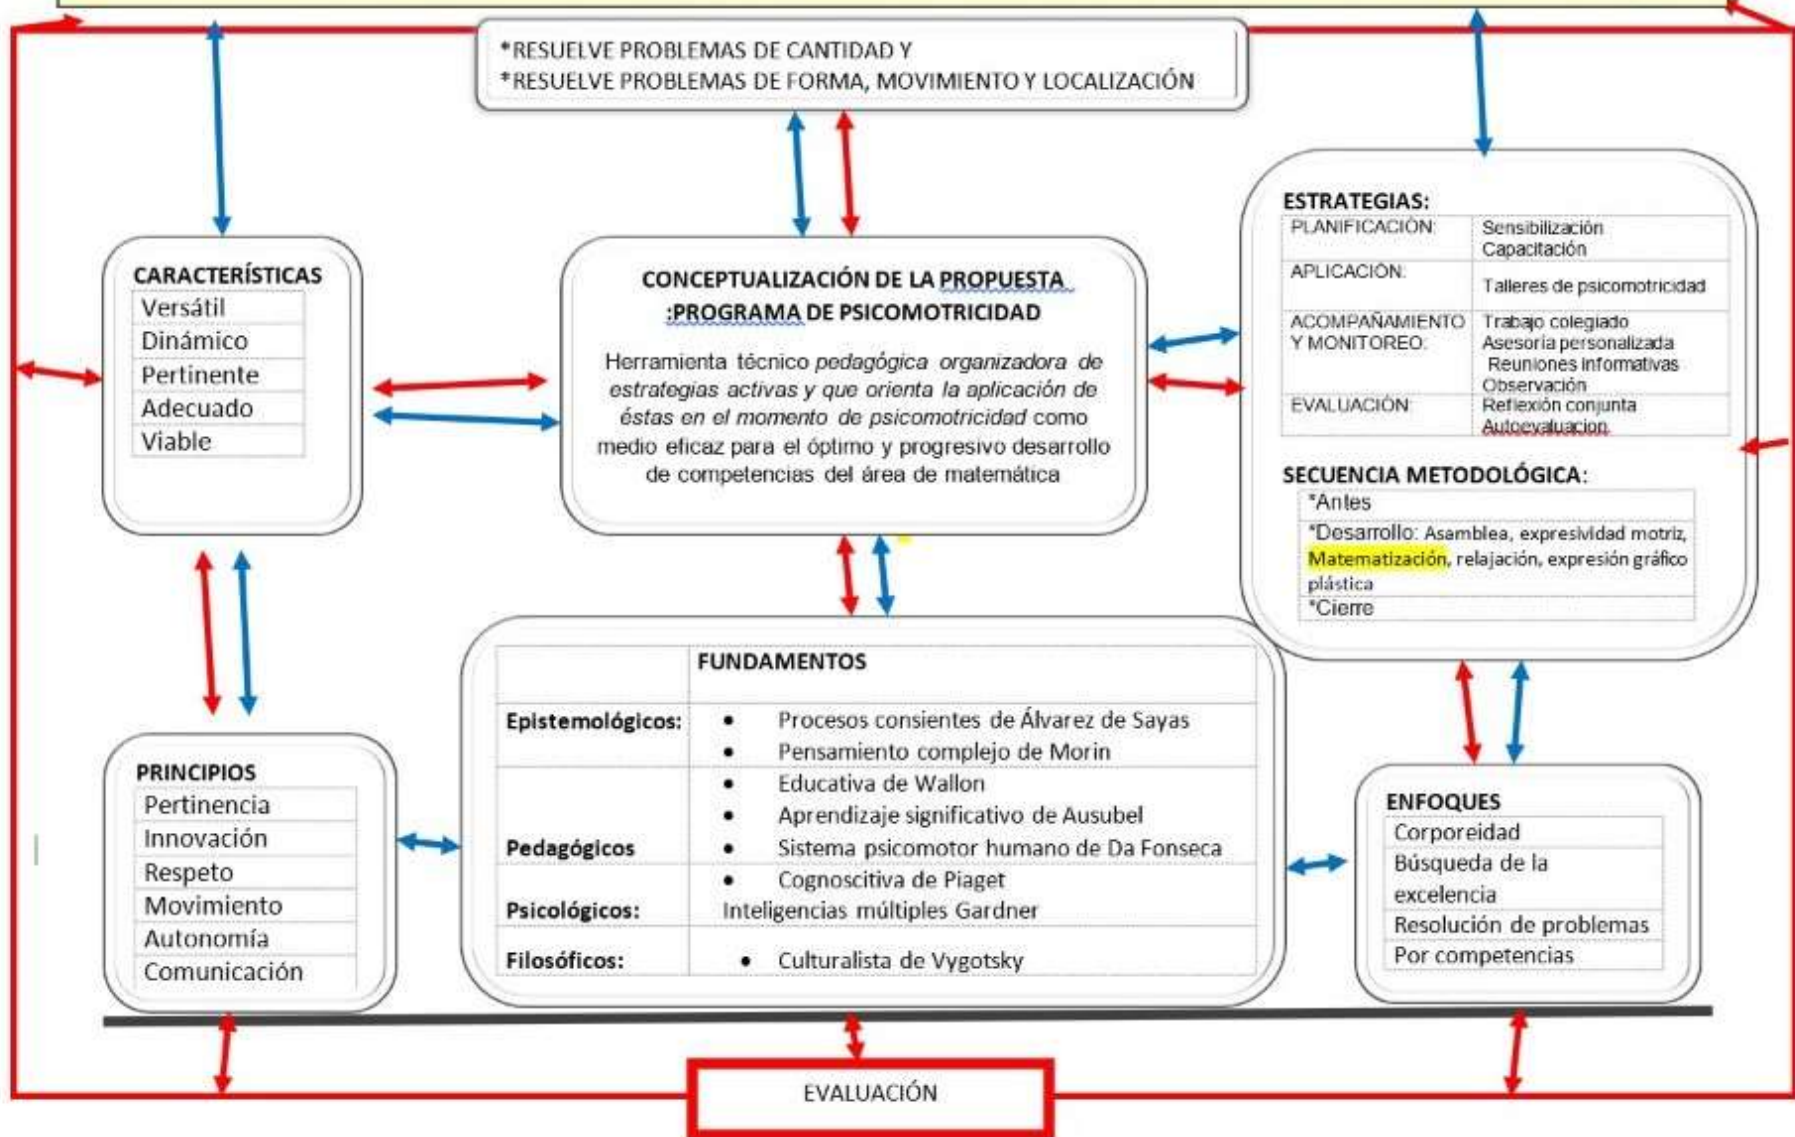 *RESUELVE PROBLEMAS DE CANTIDAD Y
*RESUELVE PROBLEMAS DE FORMA, MOVIMIENTO Y LOCALIZACIÓN
CARACTERÍSTICAS
Versátil
Dinámico
Pertinente
Adecuado
Viable
CONCEPTUALIZACIÓN DE LA PROPUESTA
:PROGRAMA DE PSICOMOTRICIDAD
Herramienta técnico pedagógica organizadora de
estrategias activas y que orienta la aplicación de
éstas en el momento de psicomotricidad como
medio eficaz para el óptimo y progresivo desarrollo
de competencias del área de matemática
ESTRATEGIAS:
PLANIFICACIÓN: Sensibilización
Capacitación
APLICACIÓN:
Talleres de psicomotricidad
ACOMPAÑAMIENTO Trabajo colegiado
Y MONITOREO: Asesoría personalizada
Reuniones informativas
Observación
EVALUACIÓN: Reflexión conjunta
Autoevaluacion
SECUENCIA METODOLÓGICA:
*Antes
*Desarrollo: Asamblea, expresividad motriz,
Matematización, relajación, expresión gráfico
plástica
*Cierre
PRINCIPIOS
Pertinencia
Innovación
Respeto
Movimiento
Autonomía
Comunicación
FUNDAMENTOS
Epistemológicos: • Procesos consientes de Álvarez de Sayas
• Pensamiento complejo de Morin
• Educativa de Wallon
• Aprendizaje significativo de Ausubel
Pedagógicos • Sistema psicomotor humano de Da Fonseca
• Cognoscitiva de Piaget
Psicológicos: Inteligencias múltiples Gardner
Filosóficos: • Culturalista de Vygotsky
ENFOQUES
Corporeidad
Búsqueda de la
excelencia
Resolución de problemas
Por competencias
EVALUACIÓN